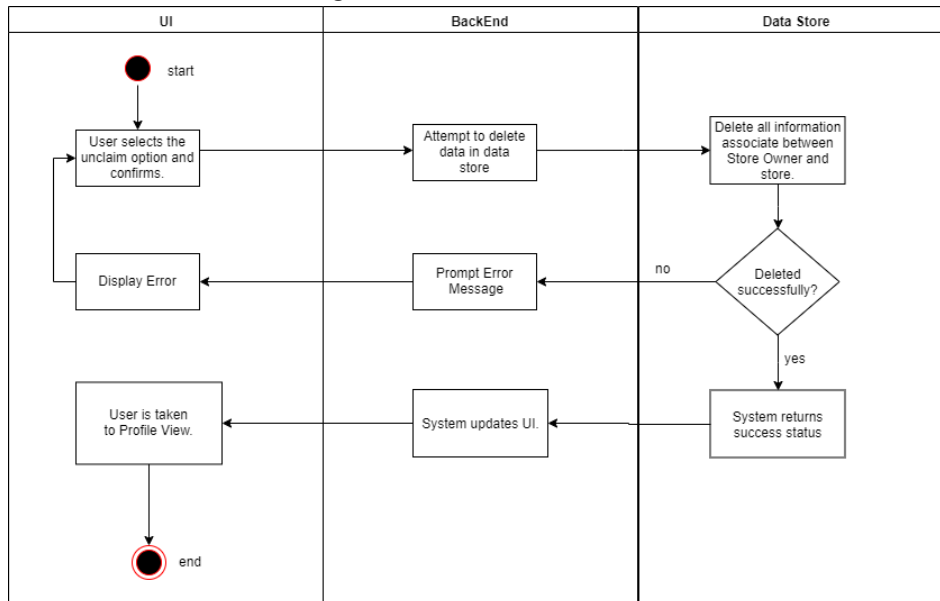 UI
BackEnd
Data Store
start
User selects the
unclaim option and
confirms.
Attempt to delete
data in data
store
Delete all information
associate between
Store Owner and
store.
Display Error
Prompt Error
Message
no
Deleted
successfully?
yes
User is taken
to Profile View.
System updates UI.
System returns
success status
end